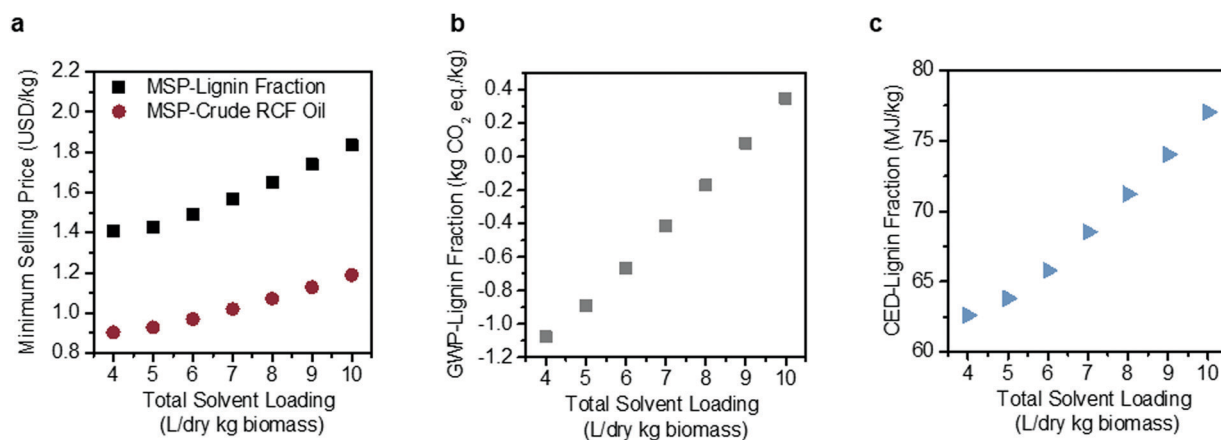 a
Minimum Selling Price (USD/kg)
2.2
2.0
1.8
1.6
1.4
1.2
1.0
0.8
MSP-Lignin Fraction
MSP-Crude RCF Oil
4 5 6 7 8 9 10
Total Solvent Loading
(L/dry kg biomass)
b
GWP-Lignin Fraction (kg CO₂ eq./kg)
0.4
0.2
0.0
-0.2
-0.4
-0.6
-0.8
-1.0
-1.2
4 5 6 7 8 9 10
Total Solvent Loading
(L/dry kg biomass)
c
CED-Lignin Fraction (MJ/kg)
80
75
70
65
60
4 5 6 7 8 9 10
Total Solvent Loading
(L/dry kg biomass)